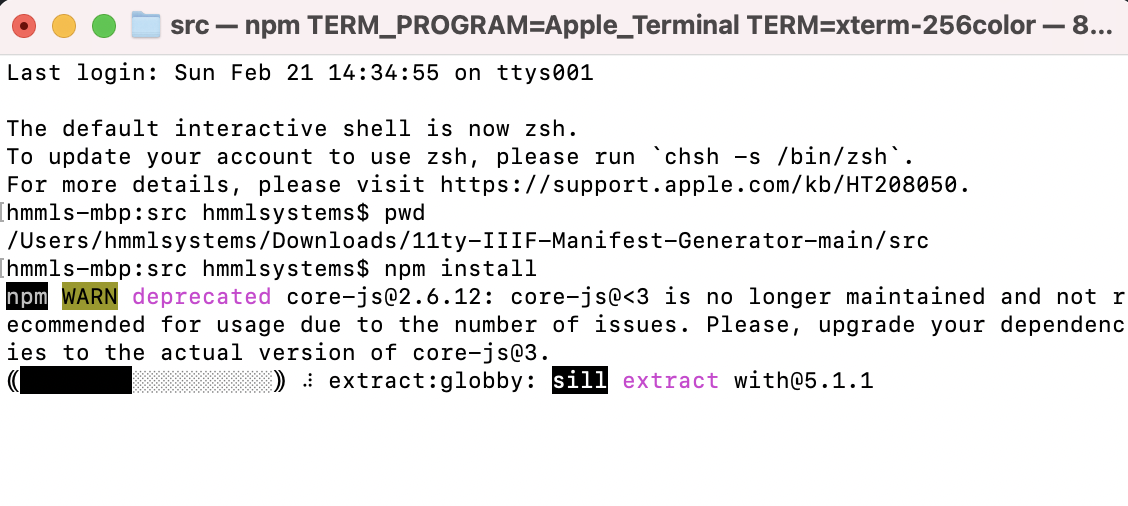 src — npm TERM_PROGRAM=Apple_Terminal TERM=xterm-256color — 8...
Last login: Sun Feb 21 14:34:55 on ttys001
The default interactive shell is now zsh.
To update your account to use zsh, please run `chsh -s /bin/zsh`.
For more details, please visit https://support.apple.com/kb/HT208050.
[hmmls-mbp:src hmmlsystems$ pwd
/Users/hmmlsystems/Downloads/11ty-IIIF-Manifest-Generator-main/src
[hmmls-mbp:src hmmlsystems$ npm install
npm WARN deprecated core-js@2.6.12: core-js@<3 is no longer maintained and not r
ecommended for usage due to the number of issues. Please, upgrade your dependenc
ies to the actual version of core-js@3.
⸨██████░░░░░░░░⸩ ⠼ extract:globby: sill extract with@5.1.1